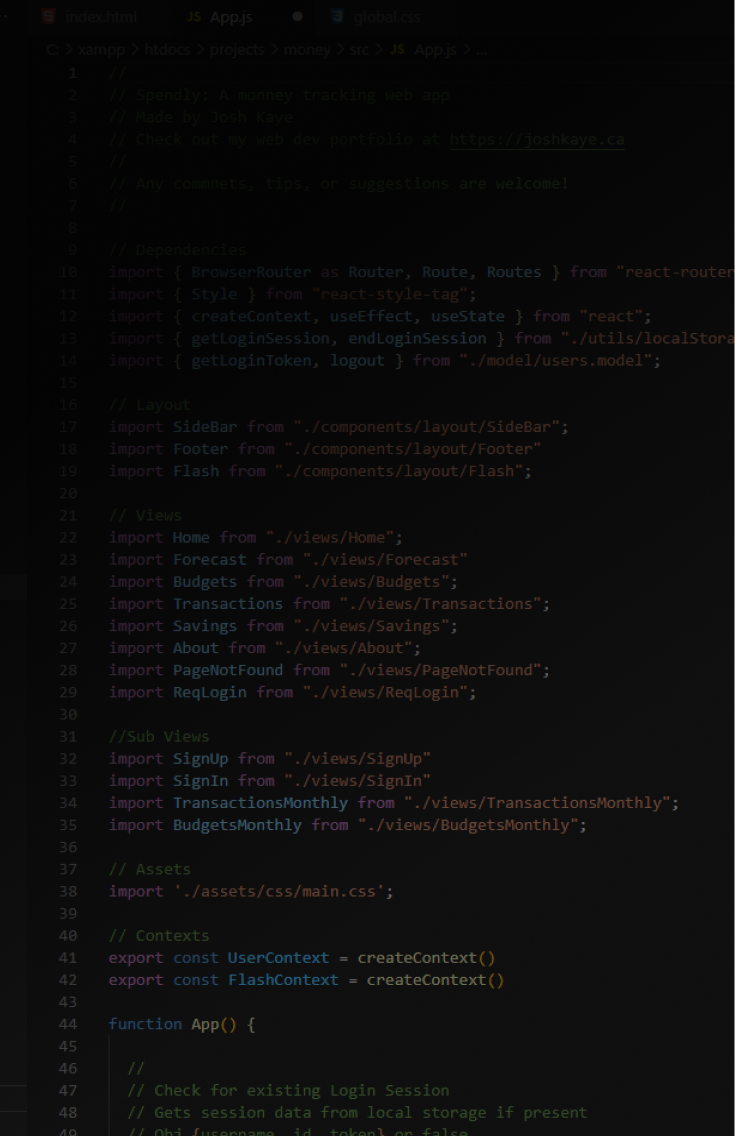 index.html JS App.js global.css
C: > xampp > htdocs > projects > money > src > JS App.js > ...
1 //
2 // Spendly: A monney tracking web app
3 // Made by Josh Kaye
4 // Check out my web dev portfolio at https://joshkaye.ca
5 //
6 // Any commnets, tips, or suggestions are welcome!
7 //
8
9 // Dependencies
10 import { BrowserRouter as Router, Route, Routes } from "react-router
11 import { Style } from "react-style-tag";
12 import { createContext, useEffect, useState } from "react";
13 import { getLoginSession, endLoginSession } from "./utils/localStora
14 import { getLoginToken, logout } from "./model/users.model";
15
16 // Layout
17 import SideBar from "./components/layout/SideBar";
18 import Footer from "./components/layout/Footer"
19 import Flash from "./components/layout/Flash";
20
21 // Views
22 import Home from "./views/Home";
23 import Forecast from "./views/Forecast"
24 import Budgets from "./views/Budgets";
25 import Transactions from "./views/Transactions";
26 import Savings from "./views/Savings";
27 import About from "./views/About";
28 import PageNotFound from "./views/PageNotFound";
29 import ReqLogin from "./views/ReqLogin";
30
31 //Sub Views
32 import SignUp from "./views/SignUp"
33 import SignIn from "./views/SignIn"
34 import TransactionsMonthly from "./views/TransactionsMonthly";
35 import BudgetsMonthly from "./views/BudgetsMonthly";
36
37 // Assets
38 import './assets/css/main.css';
39
40 // Contexts
41 export const UserContext = createContext()
42 export const FlashContext = createContext()
43
44 function App() {
45
46 //
47 // Check for existing Login Session
48 // Gets session data from local storage if present
49 // Obj {username, id, token} or false